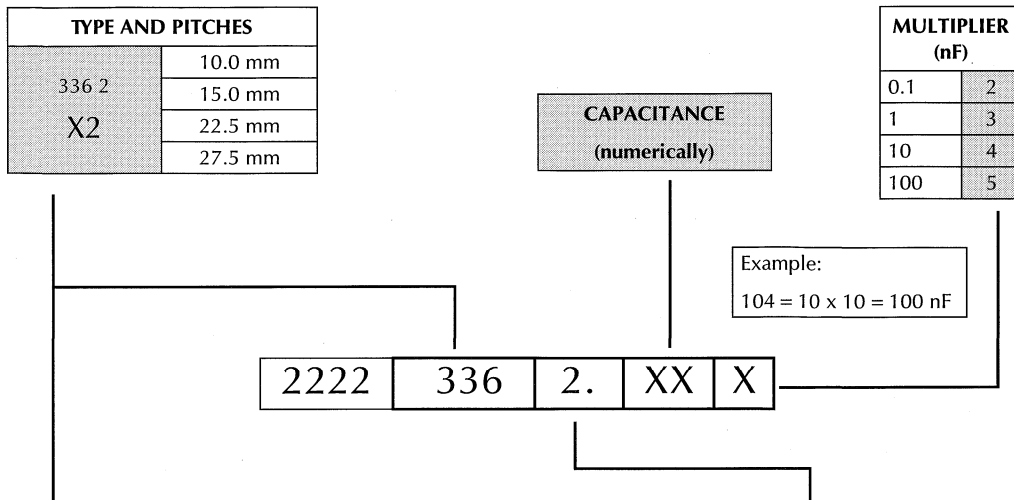 TYPE AND PITCHES
336 2
X2
10.0 mm
15.0 mm
22.5 mm
27.5 mm
CAPACITANCE
(numerically)
MULTIPLIER
(nF)
0.1 2
1 3
10 4
100 5
Example:
104 = 10 x 10 = 100 nF
2222 336 2. XX X